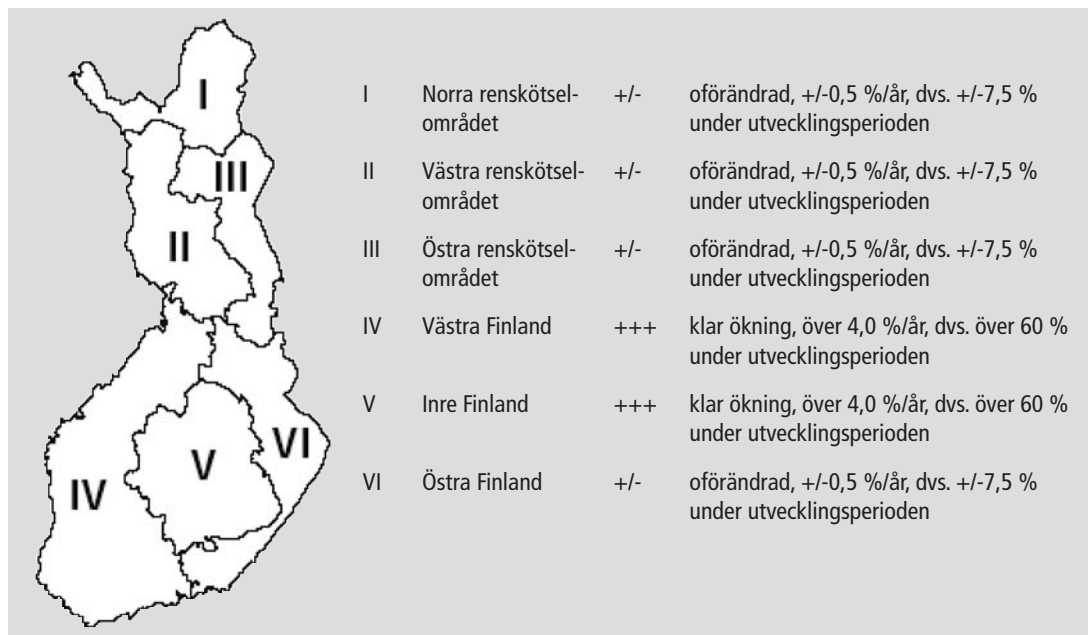 I
III
II
VI
V
IV
I Norra renskötsel- +/- oförändrad, +/-0,5 %/år, dvs. +/-7,5 %
området under utvecklingsperioden
II Västra renskötsel- +/- oförändrad, +/-0,5 %/år, dvs. +/-7,5 %
området under utvecklingsperioden
III Östra renskötsel- +/- oförändrad, +/-0,5 %/år, dvs. +/-7,5 %
området under utvecklingsperioden
IV Västra Finland +++ klar ökning, över 4,0 %/år, dvs. över 60 %
under utvecklingsperioden
V Inre Finland +++ klar ökning, över 4,0 %/år, dvs. över 60 %
under utvecklingsperioden
VI Östra Finland +/- oförändrad, +/-0,5 %/år, dvs. +/-7,5 %
under utvecklingsperioden